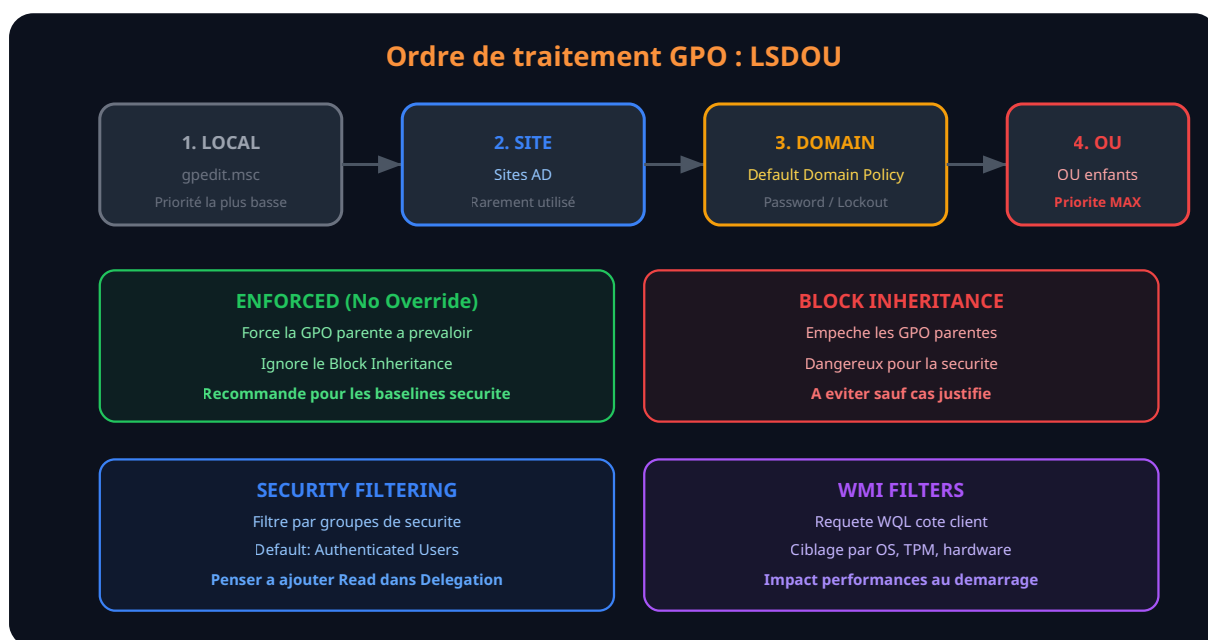 Ordre de traitement GPO : LSDOU
1. LOCAL
gpedit.msc
Priorité la plus basse
2. SITE
Sites AD
Rarement utilisé
3. DOMAIN
Default Domain Policy
Password / Lockout
4. OU
OU enfants
Priorite MAX
ENFORCED (No Override)
Force la GPO parente a prevaloir
Ignore le Block Inheritance
Recommande pour les baselines securite
BLOCK INHERITANCE
Empeche les GPO parentes
Dangereux pour la securite
A eviter sauf cas justifie
SECURITY FILTERING
Filtre par groupes de securite
Default: Authenticated Users
Penser a ajouter Read dans Delegation
WMI FILTERS
Requete WQL cote client
Ciblage par OS, TPM, hardware
Impact performances au demarrage